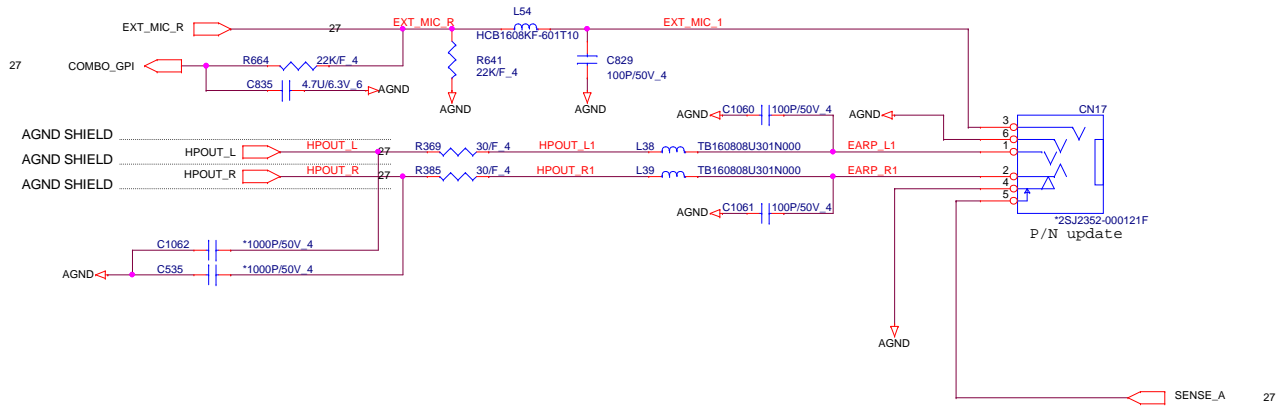 L54
EXT_MIC_R 27 EXT_MIC_R EXT_MIC_1
HCB1608KF-601T10
27 COMBO_GPI R664 22K/F_4 R641 C829
22K/F_4 100P/50V_4
C835 4.7U/6.3V_6 AGND
AGND AGND
AGND C1060 100P/50V_4 AGND CN17
3
AGND SHIELD
6
HPOUT_L HPOUT_L 27 R369 30/F_4 HPOUT_L1 L38 TB160808U301N000 EARP_L1 1
AGND SHIELD
HPOUT_R HPOUT_R 27 R385 30/F_4 HPOUT_R1 L39 TB160808U301N000 EARP_R1 2
AGND SHIELD
4
5
AGND C1061 100P/50V_4
*2SJ2352-000121F
P/N update
C1062 *1000P/50V_4
AGND C535 *1000P/50V_4
AGND
SENSE_A 27